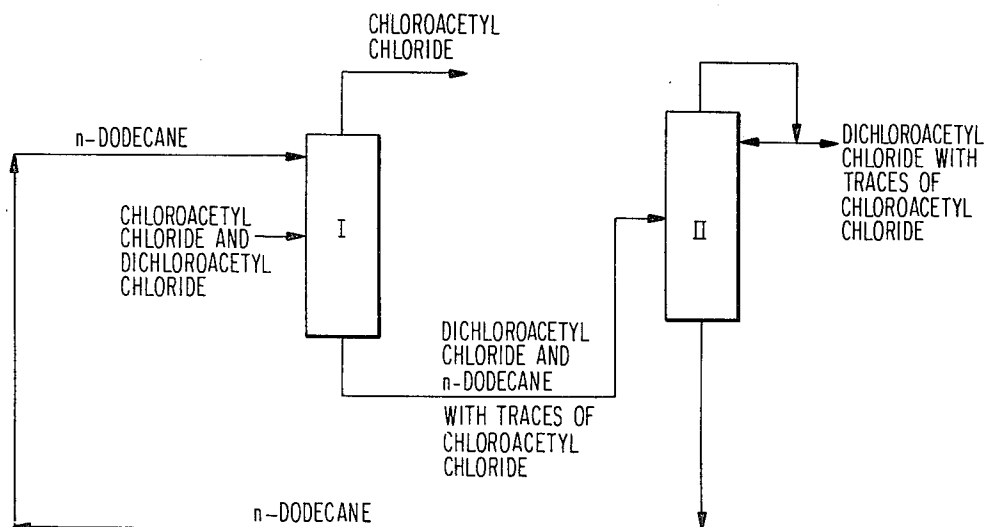 CHLOROACETYL
CHLORIDE
n-DODECANE
CHLOROACETYL
CHLORIDE AND
DICHLOROACETYL
CHLORIDE
I
II
DICHLOROACETYL
CHLORIDE WITH
TRACES OF
CHLOROACETYL
CHLORIDE
DICHLOROACETYL
CHLORIDE AND
n-DODECANE
WITH TRACES OF
CHLOROACETYL
CHLORIDE
n-DODECANE